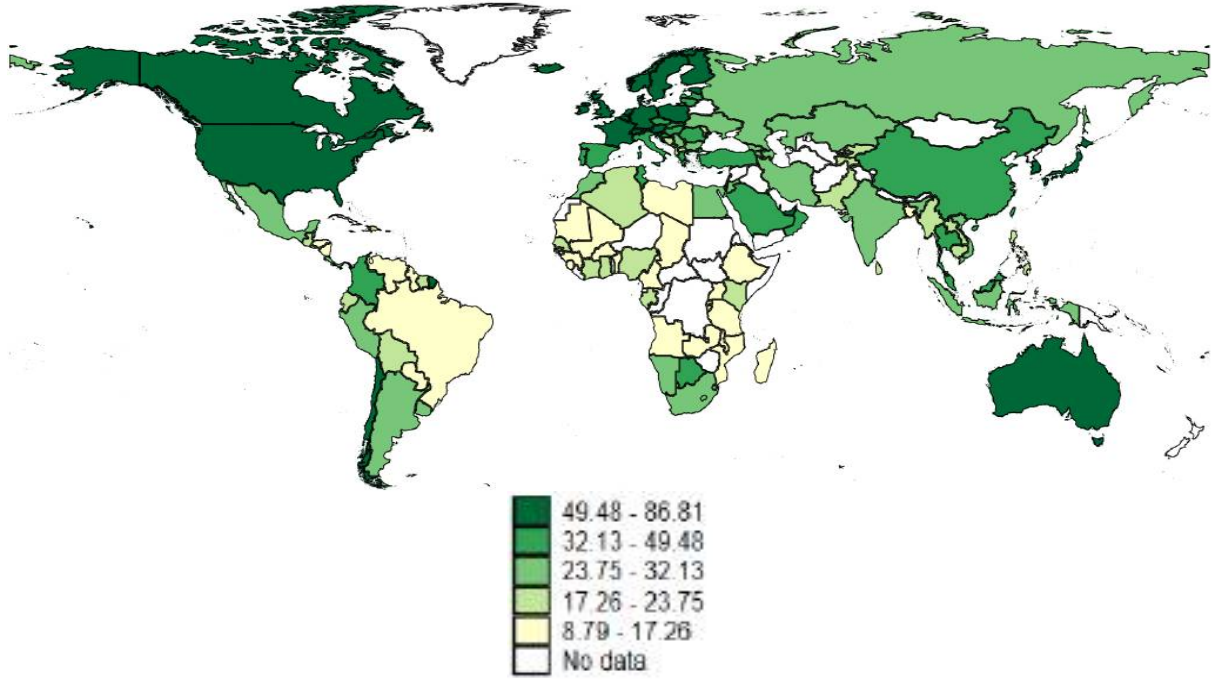 49.48 - 86.81
32.13 - 49.48
23.75 - 32.13
17.26 - 23.75
8.79 - 17.26
No data